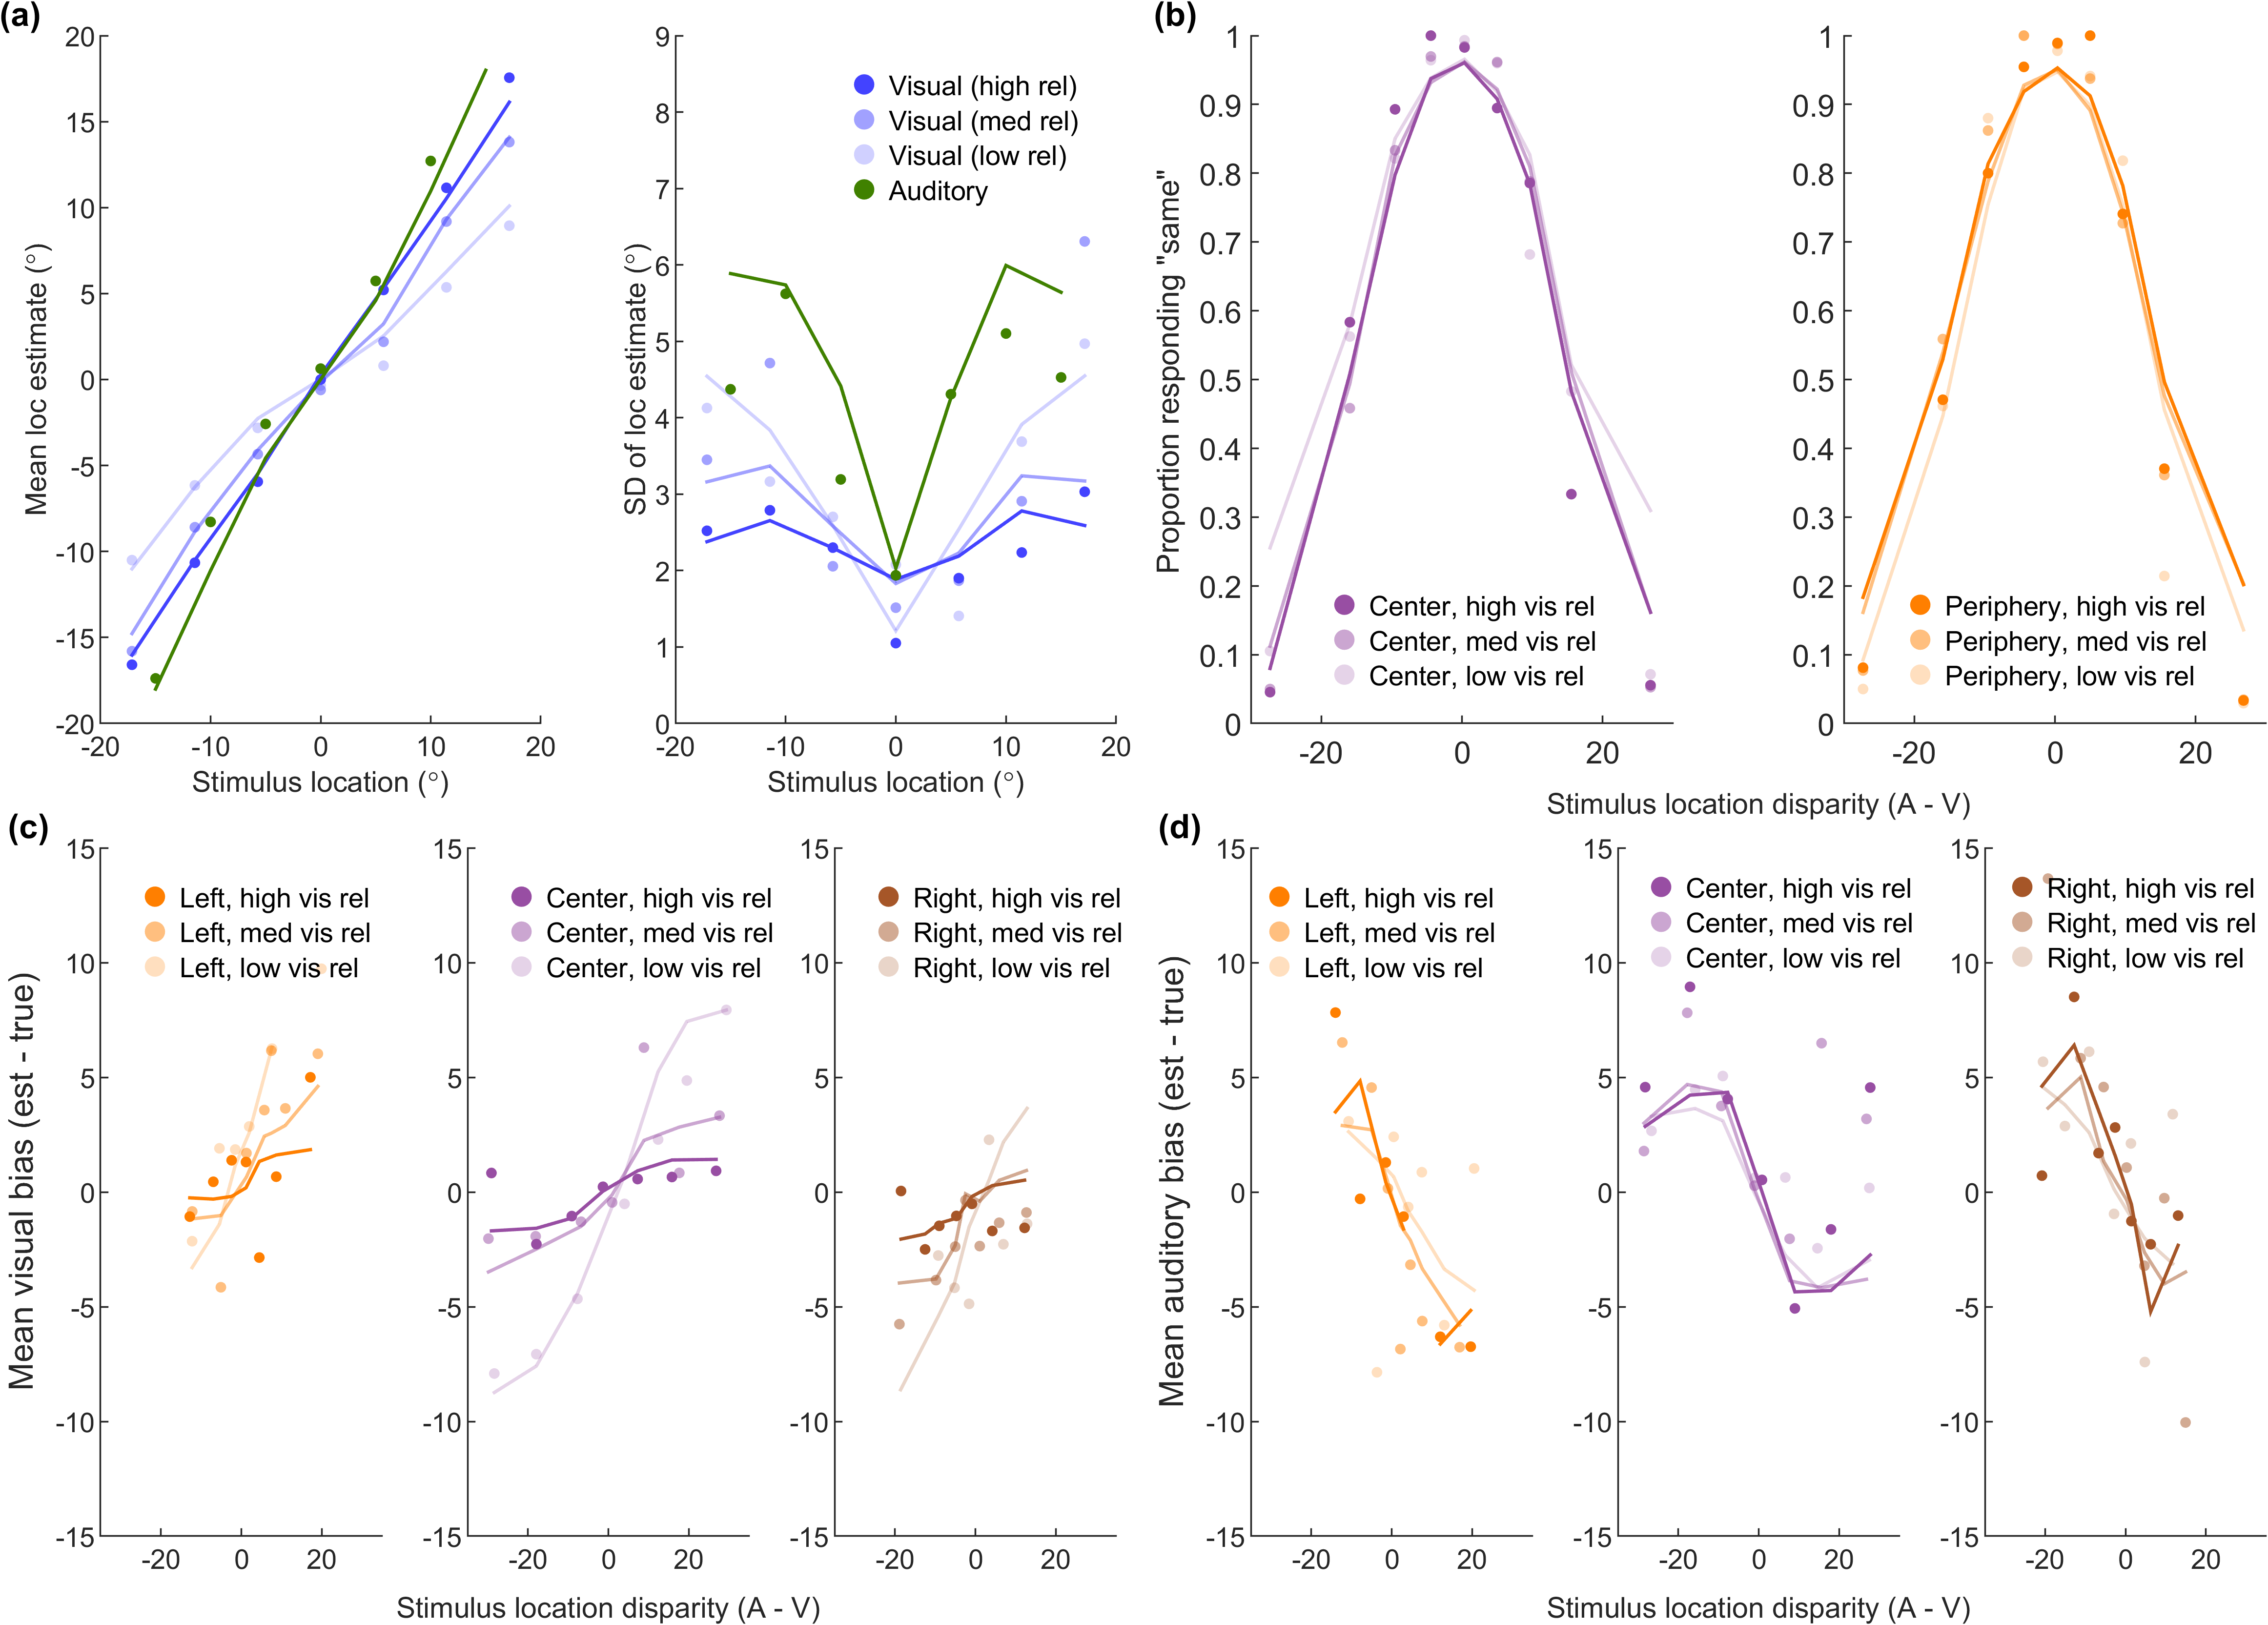 (a)
20
15
10
5
0
-5
-10
-15
-20
Mean loc estimate (°)
-20 -10 0 10 20
Stimulus location (°)
9
8
7
6
5
4
3
2
1
0
SD of loc estimate (°)
Visual (high rel)
Visual (med rel)
Visual (low rel)
Auditory
-20 -10 0 10 20
Stimulus location (°)
(b)
1
0.9
0.8
0.7
0.6
0.5
0.4
0.3
0.2
0.1
0
Proportion responding "same"
Center, high vis rel
Center, med vis rel
Center, low vis rel
-20 0 20
1
0.9
0.8
0.7
0.6
0.5
0.4
0.3
0.2
0.1
0
Periphery, high vis rel
Periphery, med vis rel
Periphery, low vis rel
-20 0 20
Stimulus location disparity (A - V)
(c)
15
10
5
0
-5
-10
-15
Mean visual bias (est - true)
Left, high vis rel
Left, med vis rel
Left, low vis rel
-20 0 20
15
10
5
0
-5
-10
-15
Center, high vis rel
Center, med vis rel
Center, low vis rel
-20 0 20
15
10
5
0
-5
-10
-15
Right, high vis rel
Right, med vis rel
Right, low vis rel
-20 0 20
Stimulus location disparity (A - V)
(d)
15
10
5
0
-5
-10
-15
Mean auditory bias (est - true)
Left, high vis rel
Left, med vis rel
Left, low vis rel
-20 0 20
15
10
5
0
-5
-10
-15
Center, high vis rel
Center, med vis rel
Center, low vis rel
-20 0 20
15
10
5
0
-5
-10
-15
Right, high vis rel
Right, med vis rel
Right, low vis rel
-20 0 20
Stimulus location disparity (A - V)